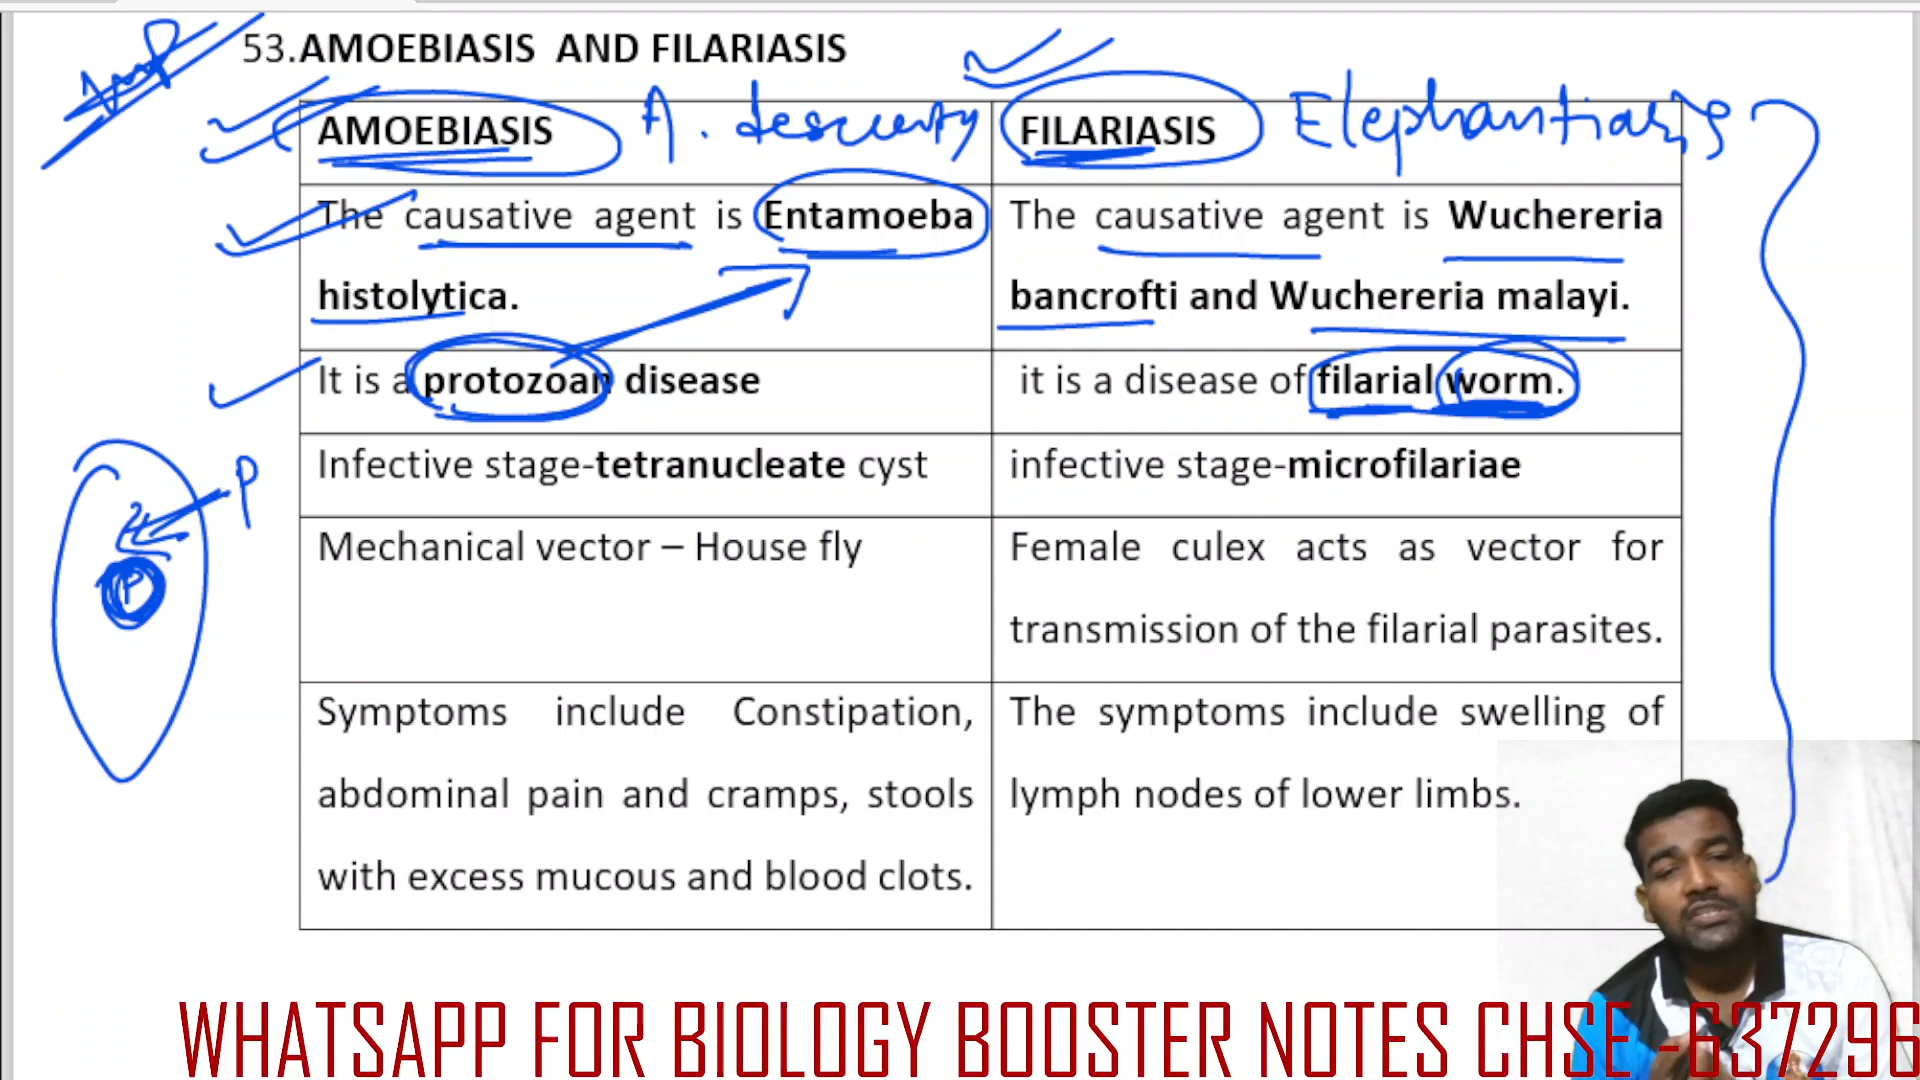 Imp
53.AMOEBIASIS AND FILARIASIS
AMOEBIASIS A.
FILARIASIS Elephantiasis
The causative agent is Entamoeba
histolytica.
The causative agent is Wuchereria
bancrofti and Wuchereria malayi.
It is a protozoan disease
it is a disease of filarial worm.
Infective stage-tetranucleate cyst
infective stage-microfilariae
Mechanical vector – House fly
Female culex acts as vector for
transmission of the filarial parasites.
Symptoms include Constipation,
abdominal pain and cramps, stools
with excess mucous and blood clots.
The symptoms include swelling of
lymph nodes of lower limbs.
P
P
WHATSAPP FOR BIOLOGY BOOSTER NOTES CHSE -637296